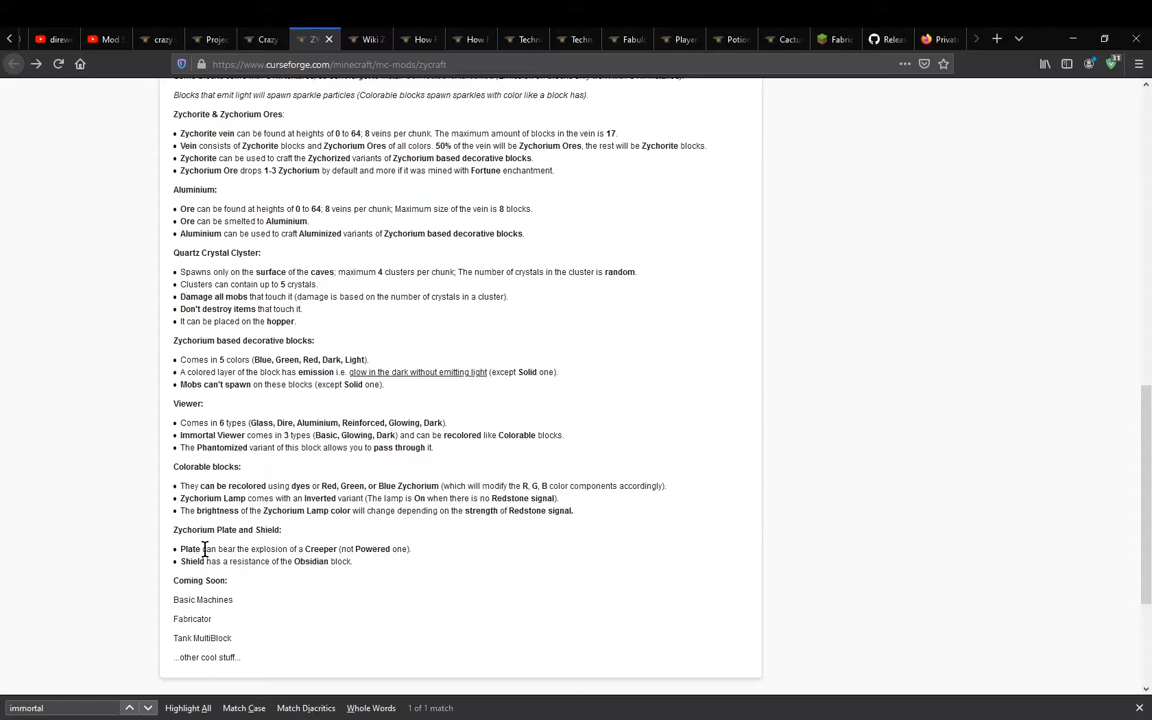 direw
Mod S
crazy
Projec
Crazy
ZY
Wiki Z
How F
How F
Techn
Techn
Fabul
Player
Potion
Cactu
Fabric
Relea
Private
https://www.curseforge.com/minecraft/mc-mods/zycraft
31
Blocks that emit light will spawn sparkle particles (Colorable blocks spawn sparkles with color like a block has).
Zychorite & Zychorium Ores:
Zychorite vein can be found at heights of 0 to 64; 8 veins per chunk. The maximum amount of blocks in the vein is 17.
Vein consists of Zychorite blocks and Zychorium Ores of all colors. 50% of the vein will be Zychorium Ores, the rest will be Zychorite blocks.
Zychorite can be used to craft the Zychorized variants of Zychorium based decorative blocks.
Zychorium Ore drops 1-3 Zychorium by default and more if it was mined with Fortune enchantment.
Aluminium:
Ore can be found at heights of 0 to 64; 8 veins per chunk; Maximum size of the vein is 8 blocks.
Ore can be smelted to Aluminium.
Aluminium can be used to craft Aluminized variants of Zychorium based decorative blocks.
Quartz Crystal Clyster:
Spawns only on the surface of the caves; maximum 4 clusters per chunk; The number of crystals in the cluster is random.
Clusters can contain up to 5 crystals.
Damage all mobs that touch it (damage is based on the number of crystals in a cluster).
Don't destroy items that touch it.
It can be placed on the hopper.
Zychorium based decorative blocks:
Comes in 5 colors (Blue, Green, Red, Dark, Light).
A colored layer of the block has emission i.e. glow in the dark without emitting light (except Solid one).
Mobs can't spawn on these blocks (except Solid one).
Viewer:
Comes in 6 types (Glass, Dire, Aluminium, Reinforced, Glowing, Dark).
Immortal Viewer comes in 3 types (Basic, Glowing, Dark) and can be recolored like Colorable blocks.
The Phantomized variant of this block allows you to pass through it.
Colorable blocks:
They can be recolored using dyes or Red, Green, or Blue Zychorium (which will modify the R, G, B color components accordingly).
Zychorium Lamp comes with an Inverted variant (The lamp is On when there is no Redstone signal).
The brightness of the Zychorium Lamp color will change depending on the strength of Redstone signal.
Zychorium Plate and Shield:
Plate can bear the explosion of a Creeper (not Powered one).
Shield has a resistance of the Obsidian block.
Coming Soon:
Basic Machines
Fabricator
Tank MultiBlock
...other cool stuff...
immortal
Highlight All
Match Case
Match Diacritics
Whole Words
1 of 1 match